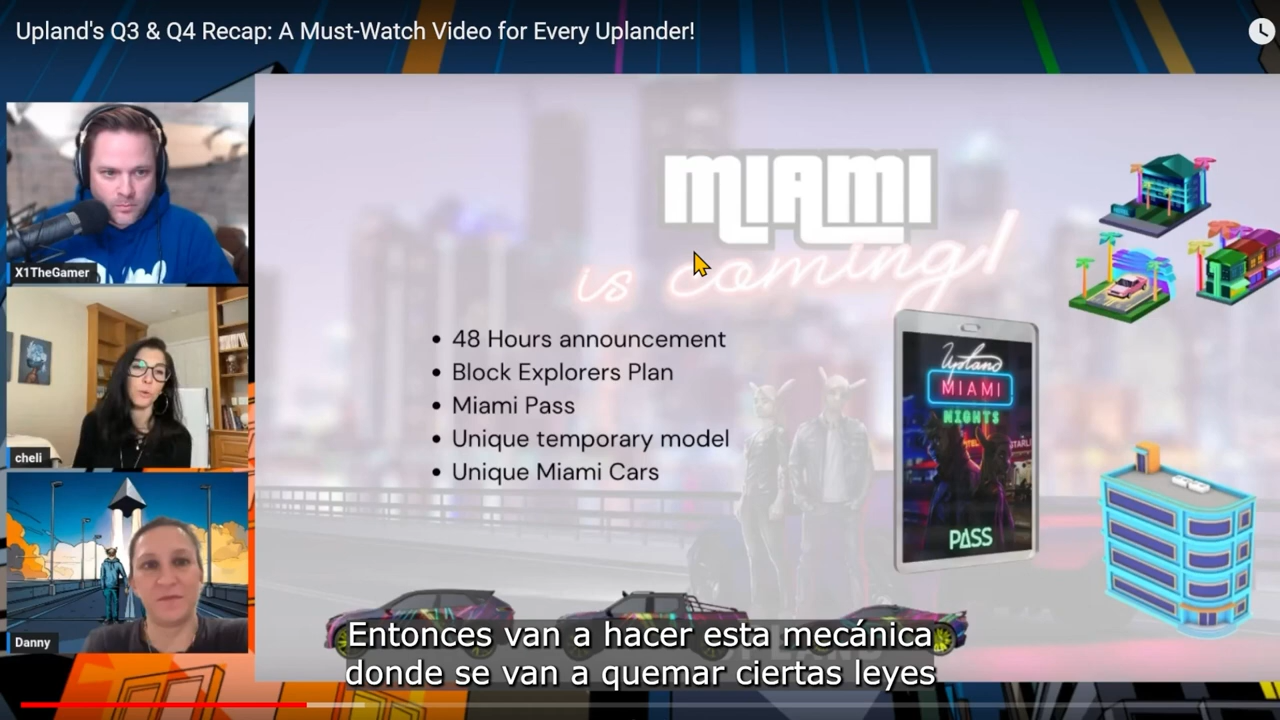 Upland's Q3 & Q4 Recap: A Must-Watch Video for Every Uplander!
X1TheGamer
cheli
Danny
MIAMI
is coming!
• 48 Hours announcement
• Block Explorers Plan
• Miami Pass
• Unique temporary model
• Unique Miami Cars
Upland
MIAMI
NIGHTS
PASS
Entonces van a hacer esta mecánica
donde se van a quemar ciertas leyes